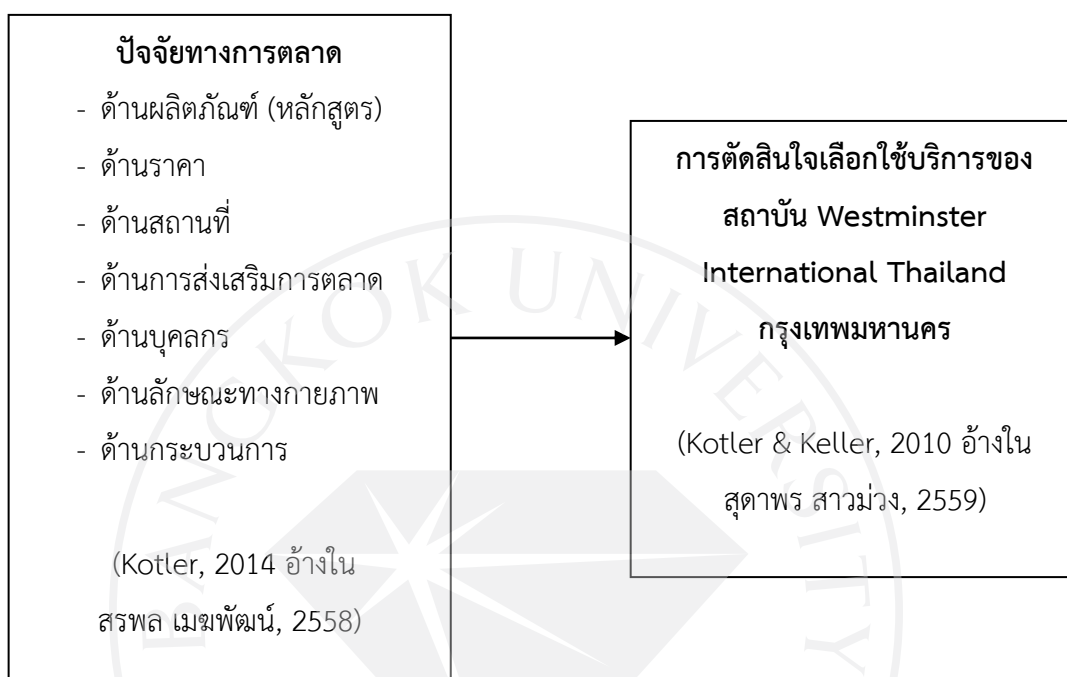 ปัจจัยทางการตลาด
- ด้านผลิตภัณฑ์ (หลักสูตร)
- ด้านราคา
- ด้านสถานที่
- ด้านการส่งเสริมการตลาด
- ด้านบุคลกร
- ด้านลักษณะทางกายภาพ
- ด้านกระบวนการ
(Kotler, 2014 อ้างใน
สรพล เมฆพัฒน์, 2558)
การตัดสินใจเลือกใช้บริการของ
สถาบัน Westminster
International Thailand
กรุงเทพมหานคร
(Kotler & Keller, 2010 อ้างใน
สุดาพร สาวม่วง, 2559)
BANGKOK UNIVERSITY